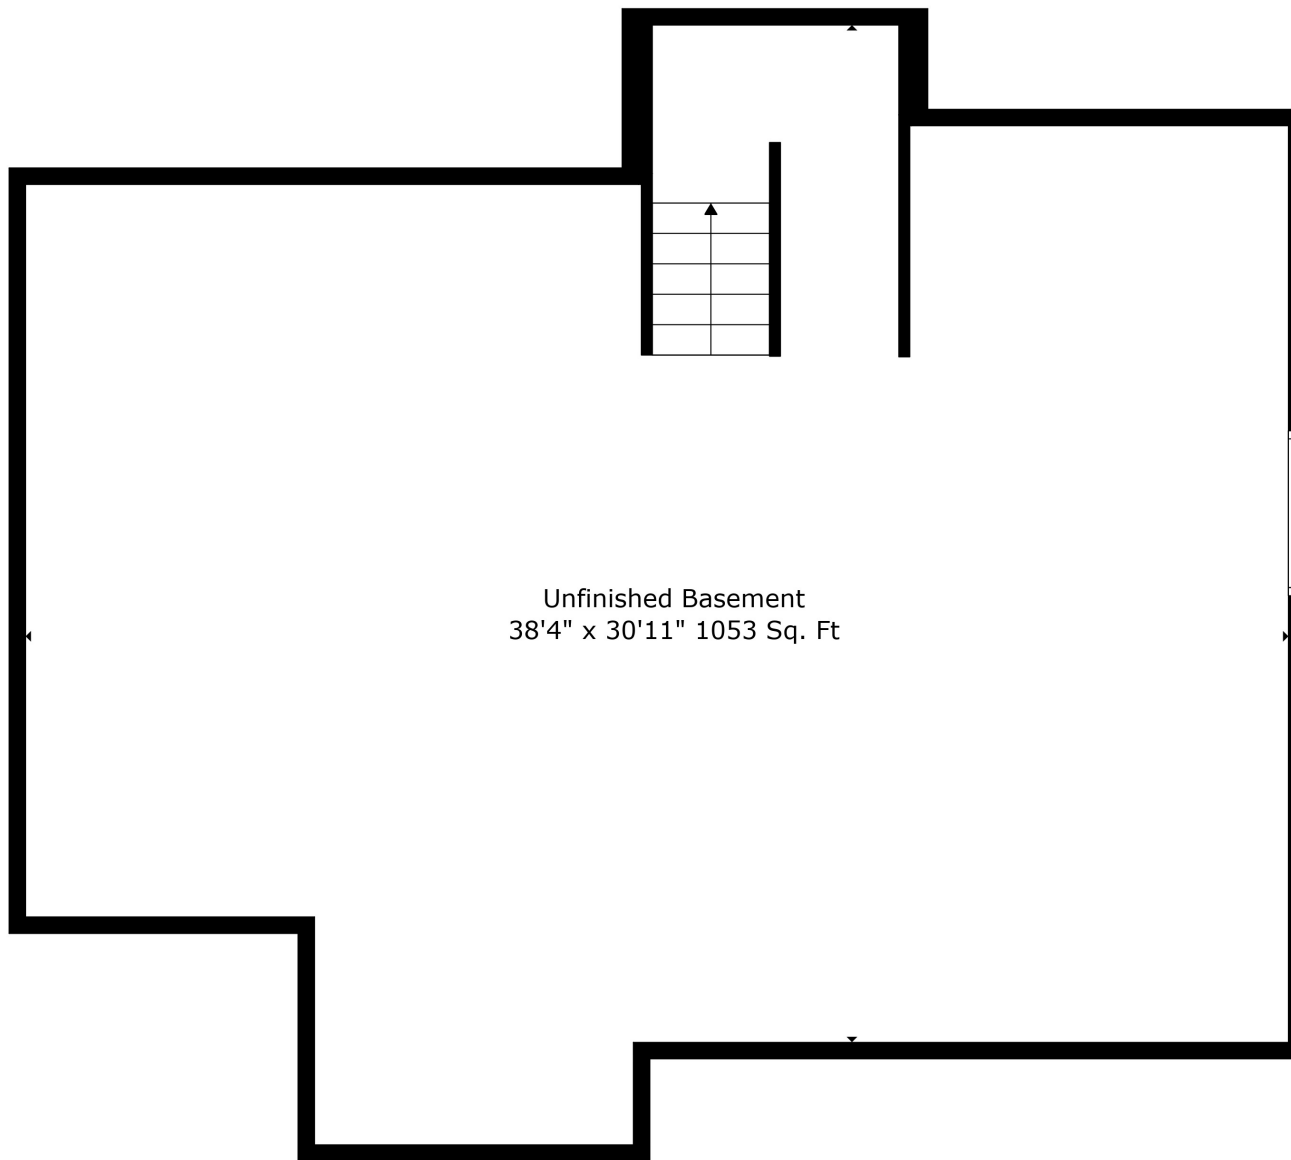 Unfinished Basement
38'4" x 30'11" 1053 Sq. Ft